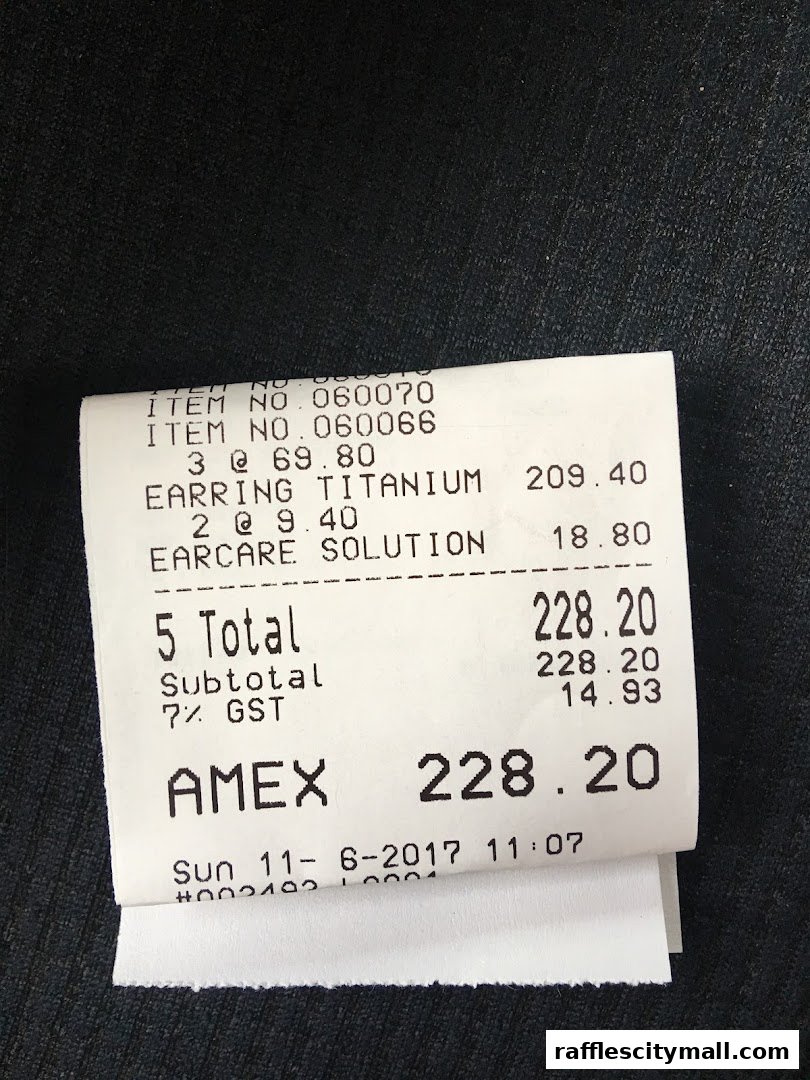 ITEM NO.060070
ITEM NO.060066
3 @ 69.80
EARRING TITANIUM 209.40
2 @ 9.40
EARCARE SOLUTION 18.80
--------------------------------
5 Total 228.20
Subtotal 228.20
7% GST 14.93
AMEX 228.20
Sun 11- 6-2017 11:07
rafflescitymall.com